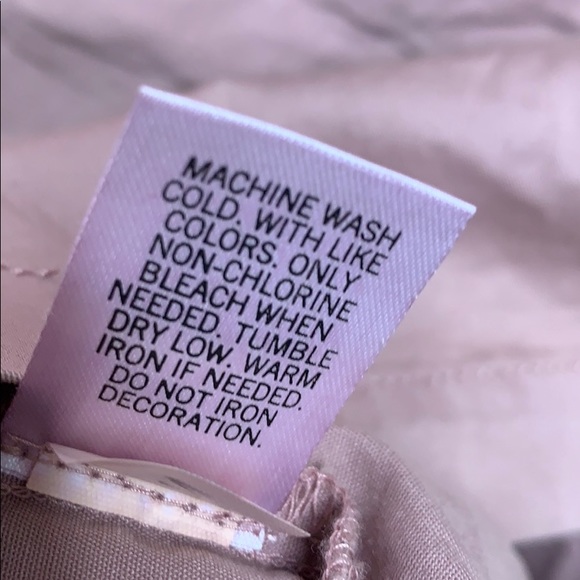 MACHINE WASH
COLD. WITH LIKE
COLORS. ONLY
NON-CHLORINE
BLEACH WHEN
NEEDED. TUMBLE
DRY LOW. WARM
IRON IF NEEDED.
DO NOT IRON
DECORATION.